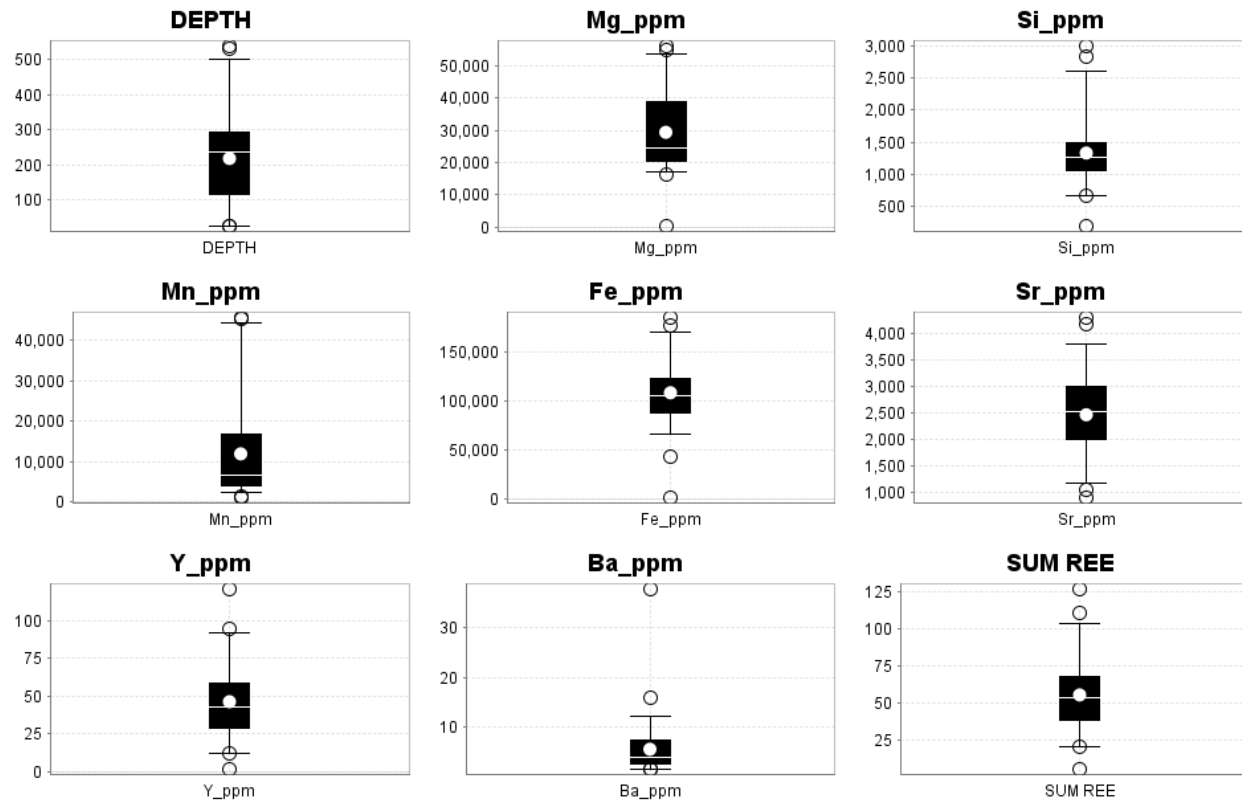 DEPTH
500
400
300
200
100
DEPTH
Mg_ppm
50,000
40,000
30,000
20,000
10,000
0
Mg_ppm
Si_ppm
3,000
2,500
2,000
1,500
1,000
500
Si_ppm
Mn_ppm
40,000
30,000
20,000
10,000
0
Mn_ppm
Fe_ppm
150,000
100,000
50,000
0
Fe_ppm
Sr_ppm
4,000
3,500
3,000
2,500
2,000
1,500
1,000
Sr_ppm
Y_ppm
100
75
50
25
0
Y_ppm
Ba_ppm
30
20
10
Ba_ppm
SUM REE
125
100
75
50
25
SUM REE